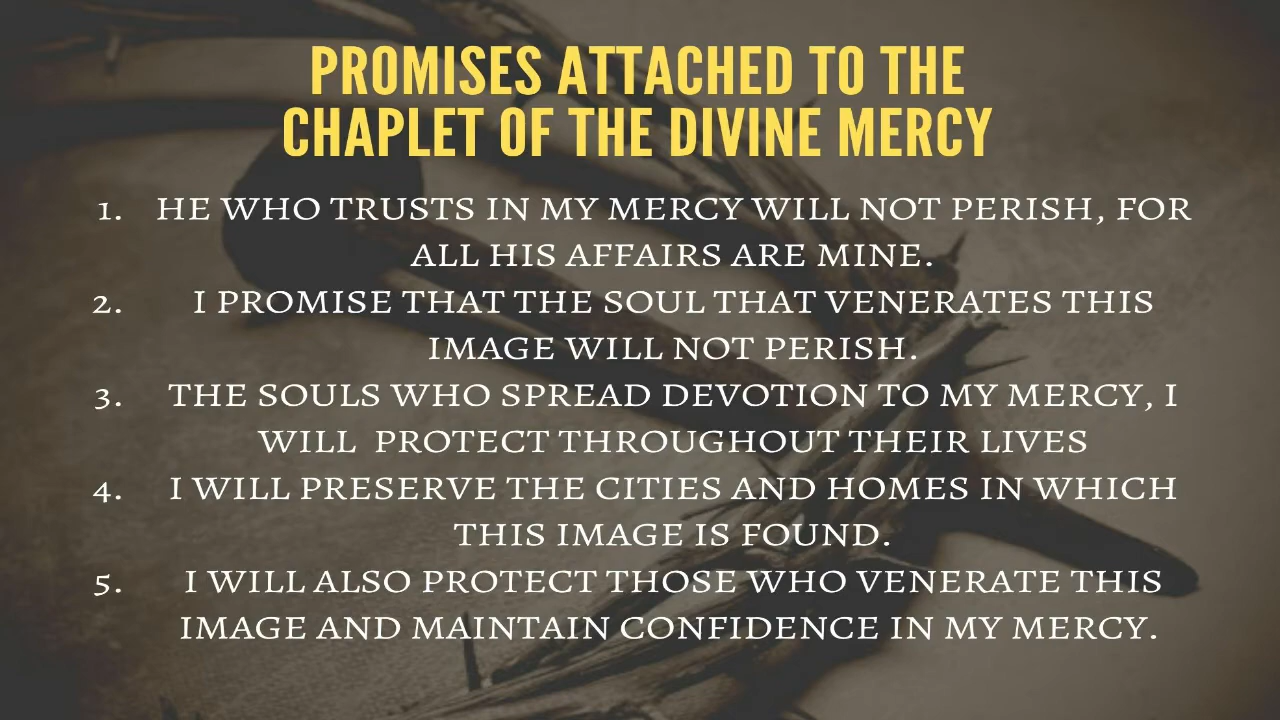 PROMISES ATTACHED TO THE
CHAPLET OF THE DIVINE MERCY
1. HE WHO TRUSTS IN MY MERCY WILL NOT PERISH, FOR
ALL HIS AFFAIRS ARE MINE.
2. I PROMISE THAT THE SOUL THAT VENERATES THIS
IMAGE WILL NOT PERISH.
3. THE SOULS WHO SPREAD DEVOTION TO MY MERCY, I
WILL PROTECT THROUGHOUT THEIR LIVES
4. I WILL PRESERVE THE CITIES AND HOMES IN WHICH
THIS IMAGE IS FOUND.
5. I WILL ALSO PROTECT THOSE WHO VENERATE THIS
IMAGE AND MAINTAIN CONFIDENCE IN MY MERCY.